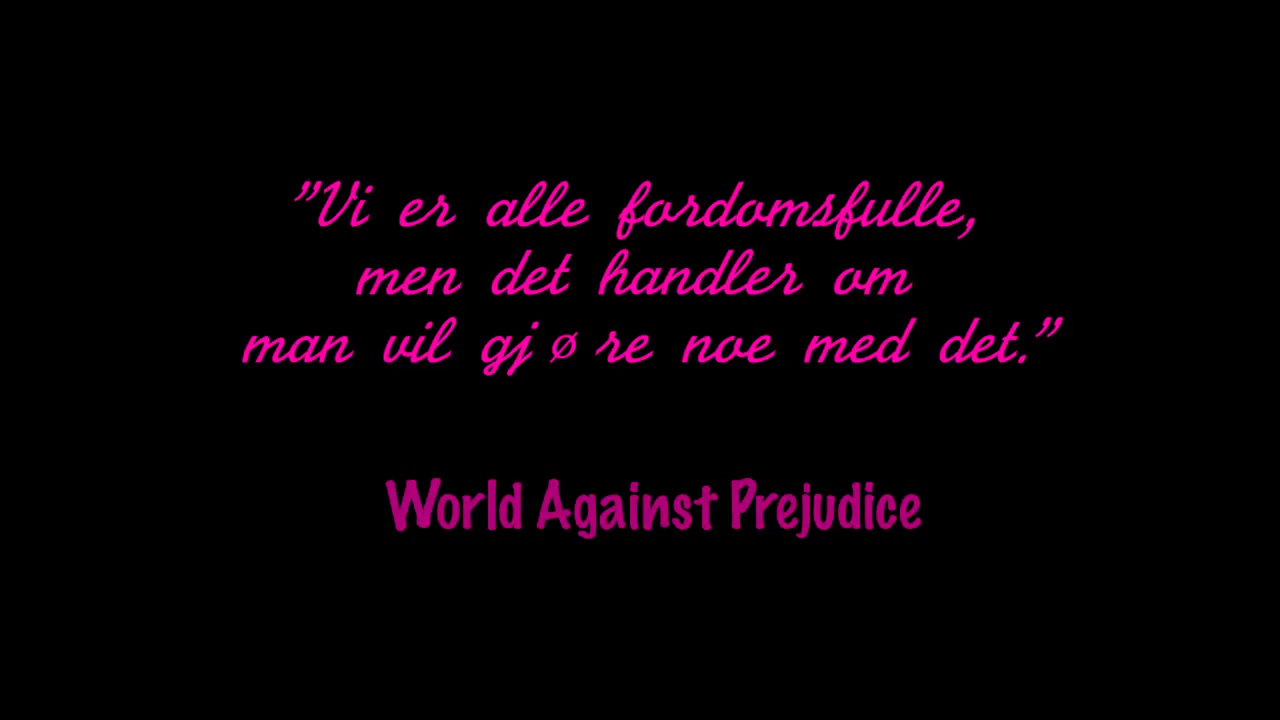 ”Vi er alle fordomsfulle,
men det handler om
man vil gjøre noe med det.”
World Against Prejudice